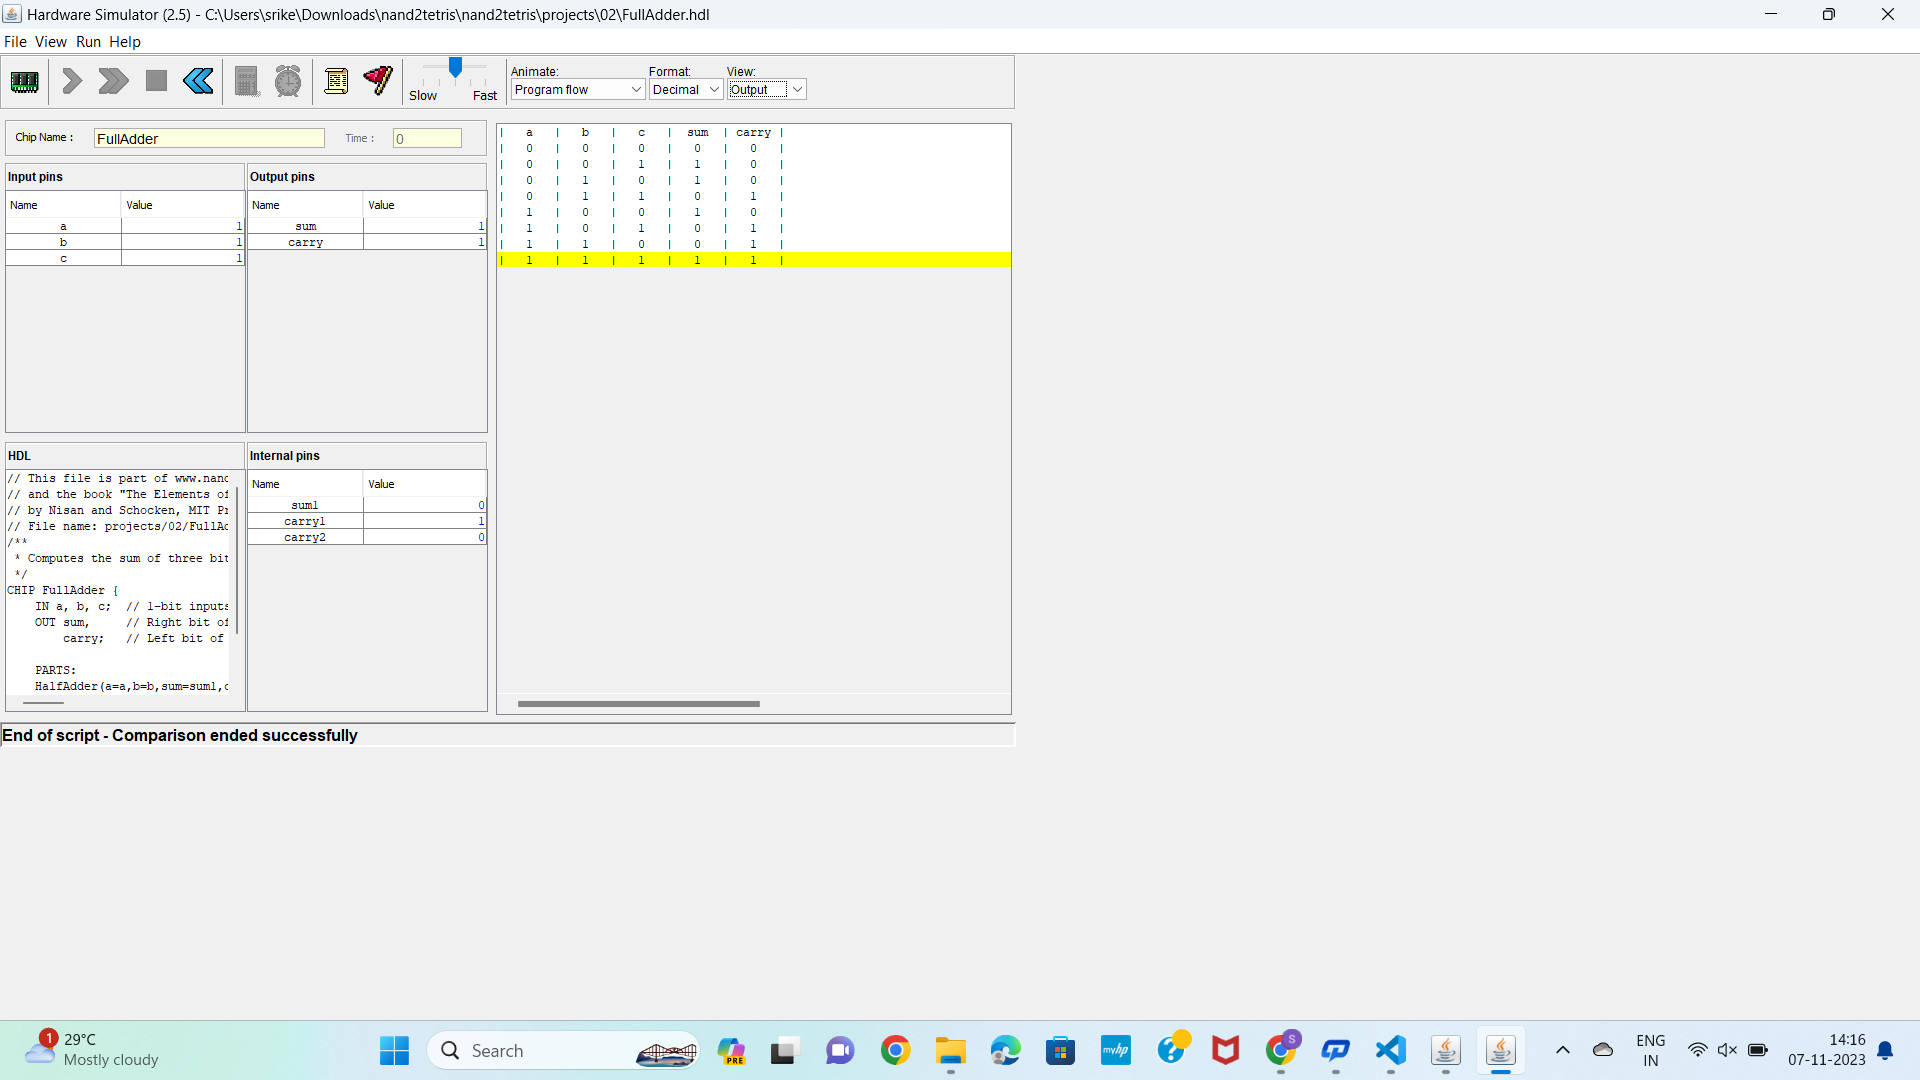 Hardware Simulator (2.5) - C:\Users\srike\Downloads\nand2tetris\nand2tetris\projects\02\FullAdder.hdl
File View Run Help
Slow Fast
Animate: Format: View:
Program flow Decimal Output
Chip Name : FullAdder Time : 0
Input pins
Name Value
a 1
b 1
c 1
Output pins
Name Value
sum 1
carry 1
HDL
// This file is part of www.nand
// and the book "The Elements of
// by Nisan and Schocken, MIT Pr
// File name: projects/02/FullAd
/**
* Computes the sum of three bit
*/
CHIP FullAdder {
IN a, b, c; // 1-bit inputs
OUT sum, // Right bit of
carry; // Left bit of
PARTS:
HalfAdder(a=a,b=b,sum=sum1,c
Internal pins
Name Value
sum1 0
carry1 1
carry2 0
| a | b | c | sum | carry |
| 0 | 0 | 0 | 0 | 0 |
| 0 | 0 | 1 | 1 | 0 |
| 0 | 1 | 0 | 1 | 0 |
| 0 | 1 | 1 | 0 | 1 |
| 1 | 0 | 0 | 1 | 0 |
| 1 | 0 | 1 | 0 | 1 |
| 1 | 1 | 0 | 0 | 1 |
| 1 | 1 | 1 | 1 | 1 |
End of script - Comparison ended successfully
1
29°C
Mostly cloudy
Search
PRE
myhp
?
S
ENG
IN
14:16
07-11-2023